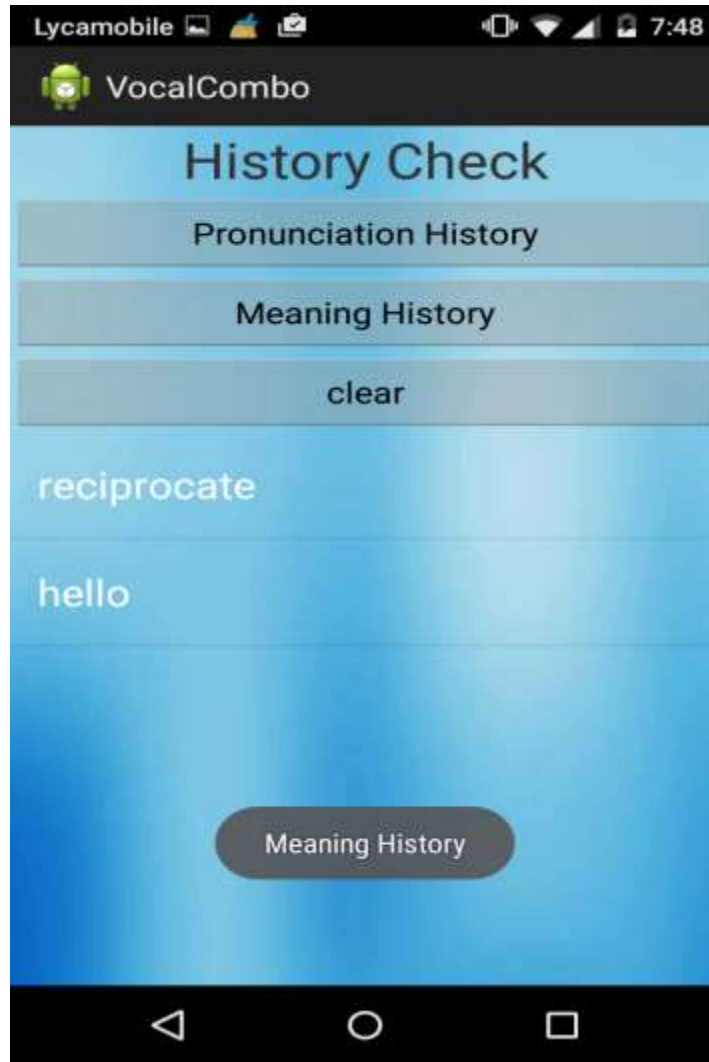 Lycamobile 7:48
VocalCombo
History Check
Pronunciation History
Meaning History
clear
reciprocate
hello
Meaning History